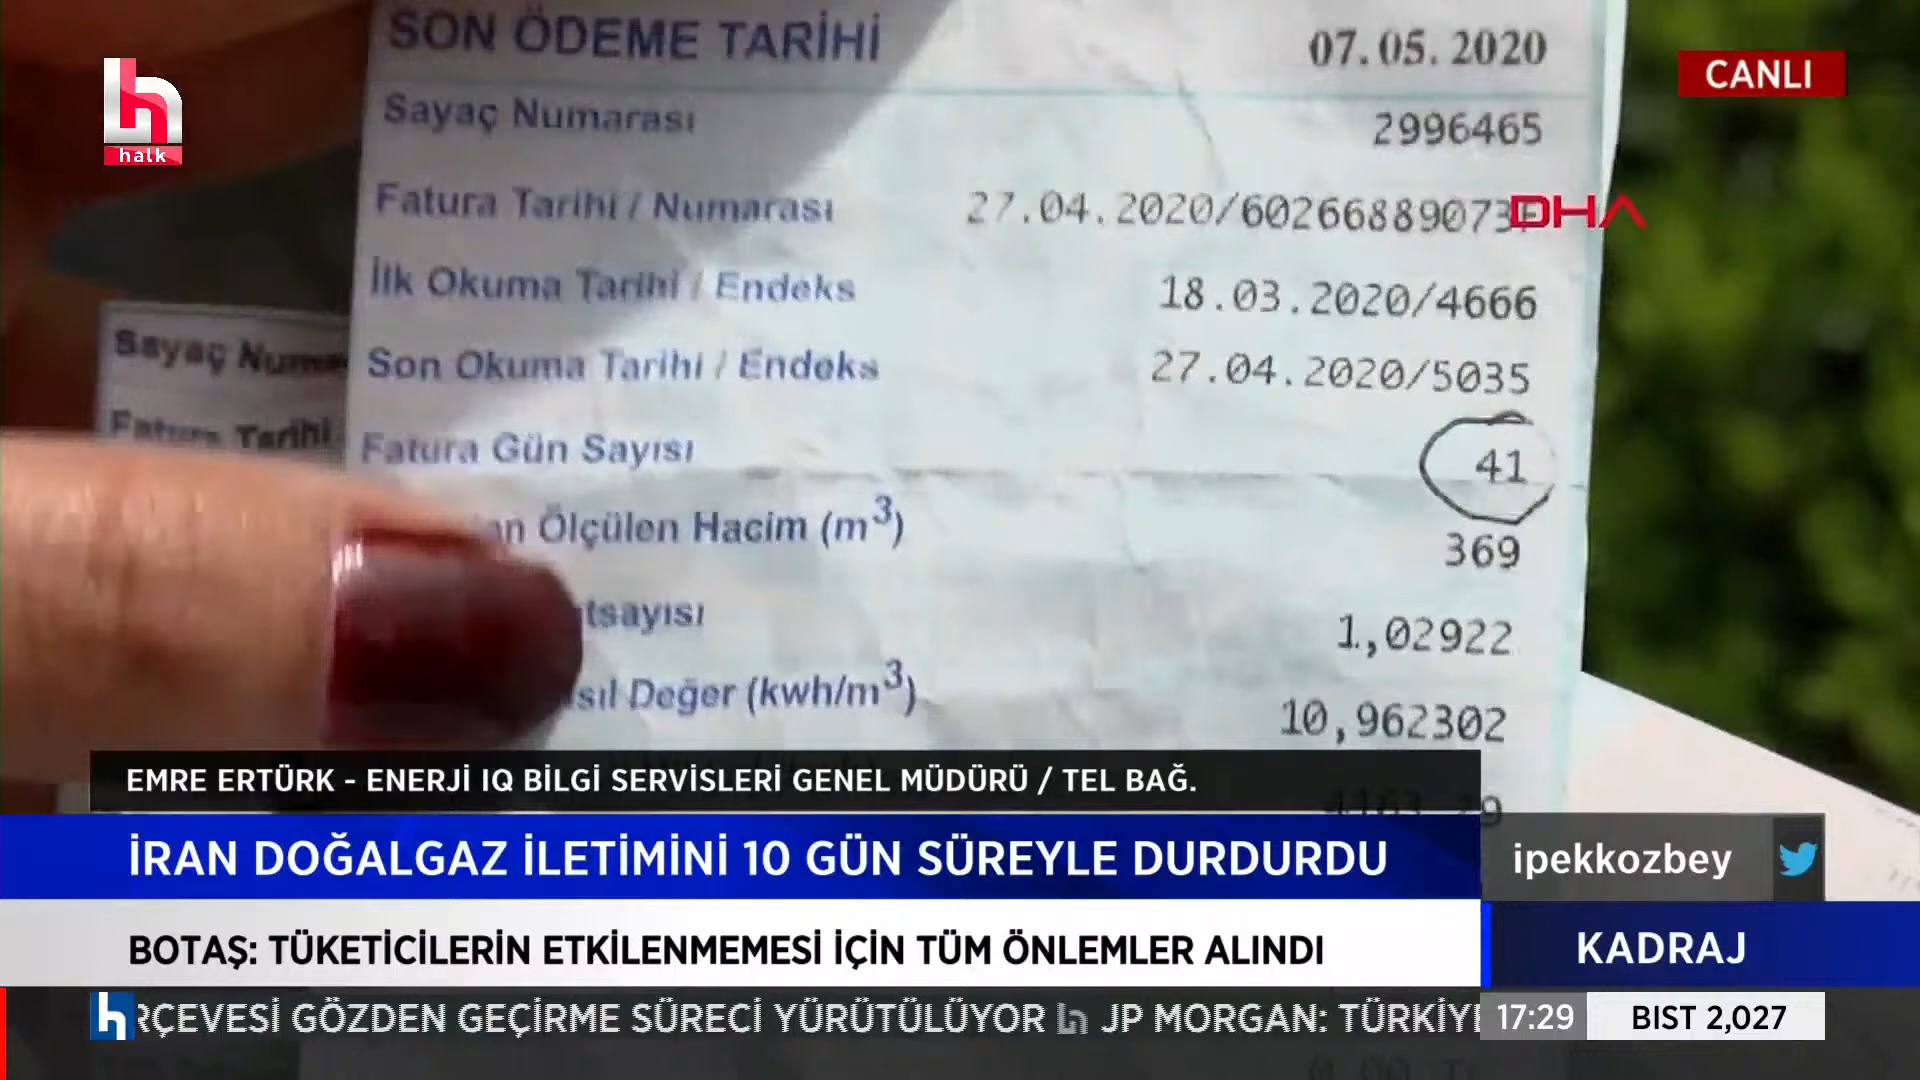 SON ÖDEME TARİHİ 07.05.2020
CANLI
halk
Sayaç Numarası 2996465
Fatura Tarihi / Numarası 27.04.2020/60266889073
DHA
İlk Okuma Tarihi / Endeks 18.03.2020/4666
Sayaç
Son Okuma Tarihi / Endeks 27.04.2020/5035
Fatura Tarihi
Fatura Gün Sayısı 41
Ölçülen Hacim (m³) 369
1,02922
Değer (kwh/m³) 10,962302
EMRE ERTÜRK - ENERJİ IQ BİLGİ SERVİSLERİ GENEL MÜDÜRÜ / TEL BAĞ.
İRAN DOĞALGAZ İLETİMİNİ 10 GÜN SÜREYLE DURDURDU
ipekkozbey
BOTAŞ: TÜKETİCİLERİN ETKİLENMEMESİ İÇİN TÜM ÖNLEMLER ALINDI
KADRAJ
RÇEVESİ GÖZDEN GEÇİRME SÜRECİ YÜRÜTÜLÜYOR h JP MORGAN: TÜRKİYE
17:29
BIST 2,027